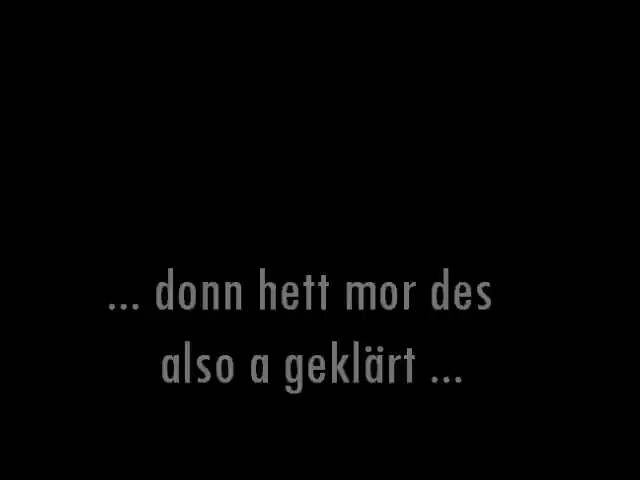 ... donn hett mor des
also a geklärt ...